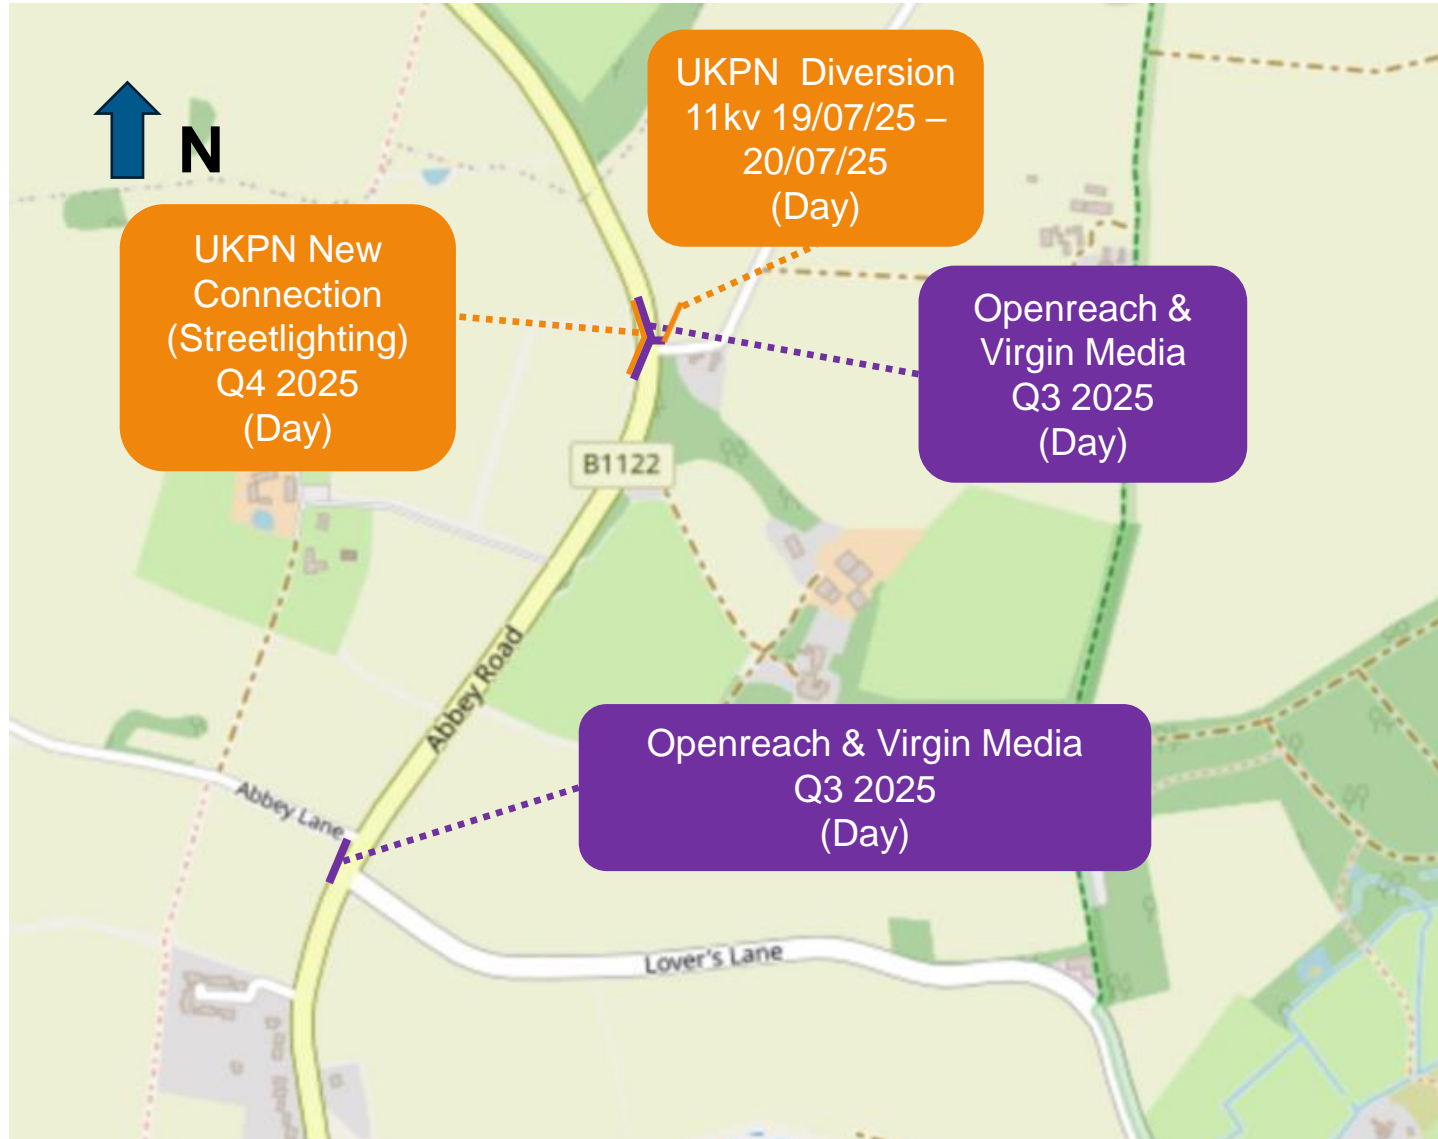 N
UKPN Diversion
11kv 19/07/25 –
20/07/25
(Day)
UKPN New
Connection
(Streetlighting)
Q4 2025
(Day)
Openreach &
Virgin Media
Q3 2025
(Day)
B1122
Abbey Road
Openreach & Virgin Media
Q3 2025
(Day)
Abbey Lane
Lover's Lane